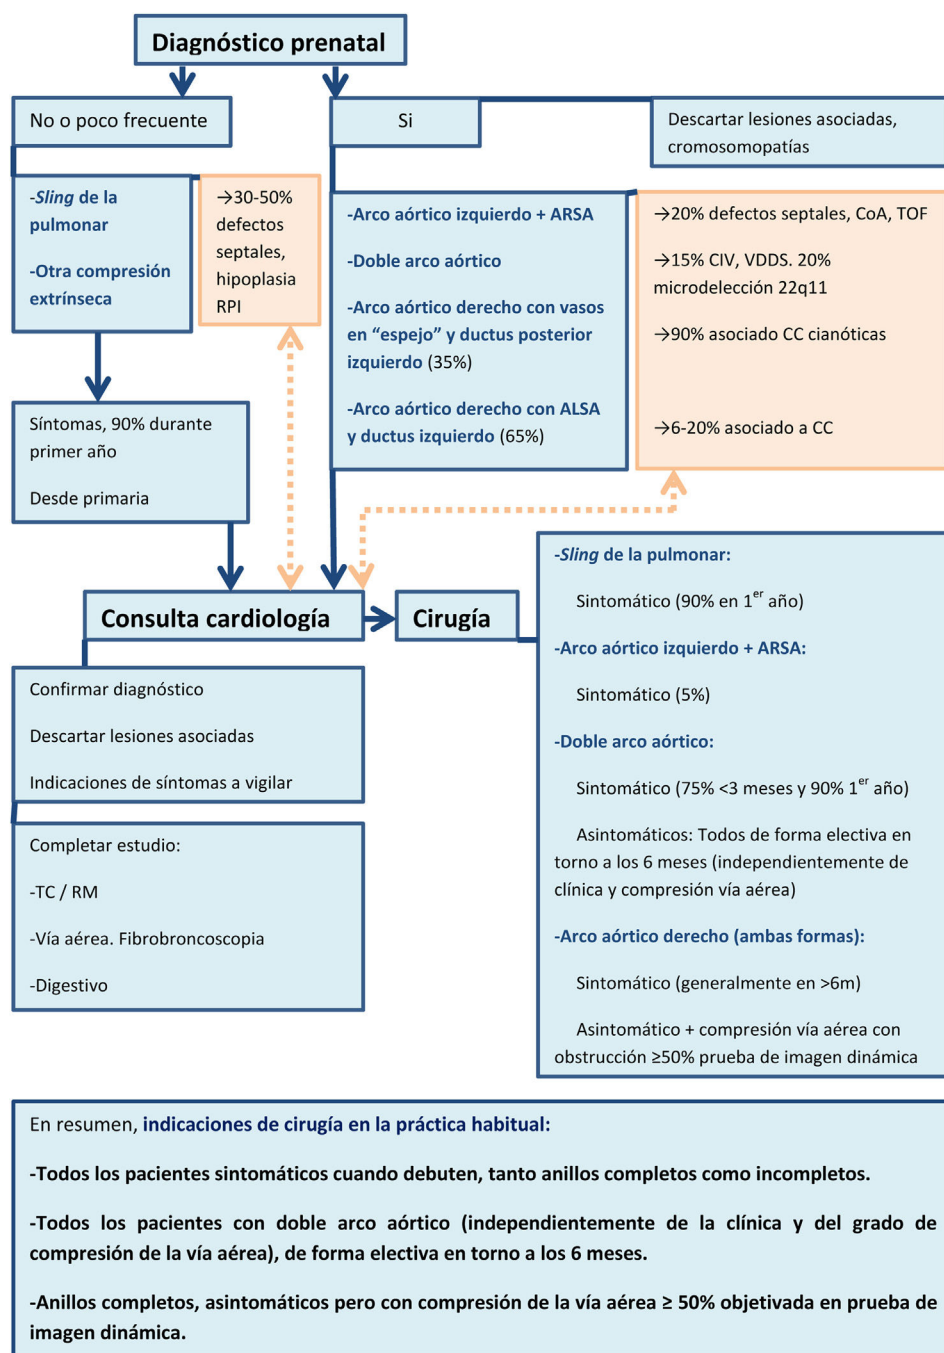 Diagnóstico prenatal
No o poco frecuente
Si
Descartar lesiones asociadas,
cromosomopatías
-Sling de la
pulmonar
-Otra compresión
extrínseca
→30-50%
defectos
septales,
hipoplasia
RPI
-Arco aórtico izquierdo + ARSA
-Doble arco aórtico
-Arco aórtico derecho con vasos
en “espejo” y ductus posterior
izquierdo (35%)
-Arco aórtico derecho con ALSA
y ductus izquierdo (65%)
→20% defectos septales, CoA, TOF
→15% CIV, VDDS. 20%
microdelección 22q11
→90% asociado CC cianóticas
→6-20% asociado a CC
Síntomas, 90% durante
primer año
Desde primaria
Consulta cardiología
Cirugía
Confirmar diagnóstico
Descartar lesiones asociadas
Indicaciones de síntomas a vigilar
Completar estudio:
-TC / RM
-Vía aérea. Fibrobroncoscopia
-Digestivo
-Sling de la pulmonar:
Sintomático (90% en 1er año)
-Arco aórtico izquierdo + ARSA:
Sintomático (5%)
-Doble arco aórtico:
Sintomático (75% <3 meses y 90% 1er año)
Asintomáticos: Todos de forma electiva en
torno a los 6 meses (independientemente de
clínica y compresión vía aérea)
-Arco aórtico derecho (ambas formas):
Sintomático (generalmente en >6m)
Asintomático + compresión vía aérea con
obstrucción ≥50% prueba de imagen dinámica
En resumen, indicaciones de cirugía en la práctica habitual:
-Todos los pacientes sintomáticos cuando debuten, tanto anillos completos como incompletos.
-Todos los pacientes con doble arco aórtico (independientemente de la clínica y del grado de
compresión de la vía aérea), de forma electiva en torno a los 6 meses.
-Anillos completos, asintomáticos pero con compresión de la vía aérea ≥ 50% objetivada en prueba de
imagen dinámica.